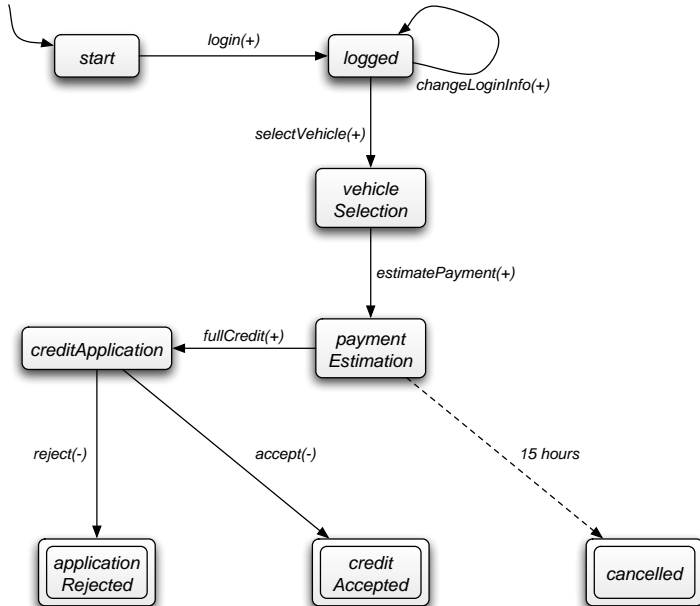 login(+)
start
logged
changeLoginInfo(+)
selectVehicle(+)
vehicle
Selection
estimatePayment(+)
fullCredit(+)
creditApplication
payment
Estimation
reject(-)
accept(-)
15 hours
application
Rejected
credit
Accepted
cancelled